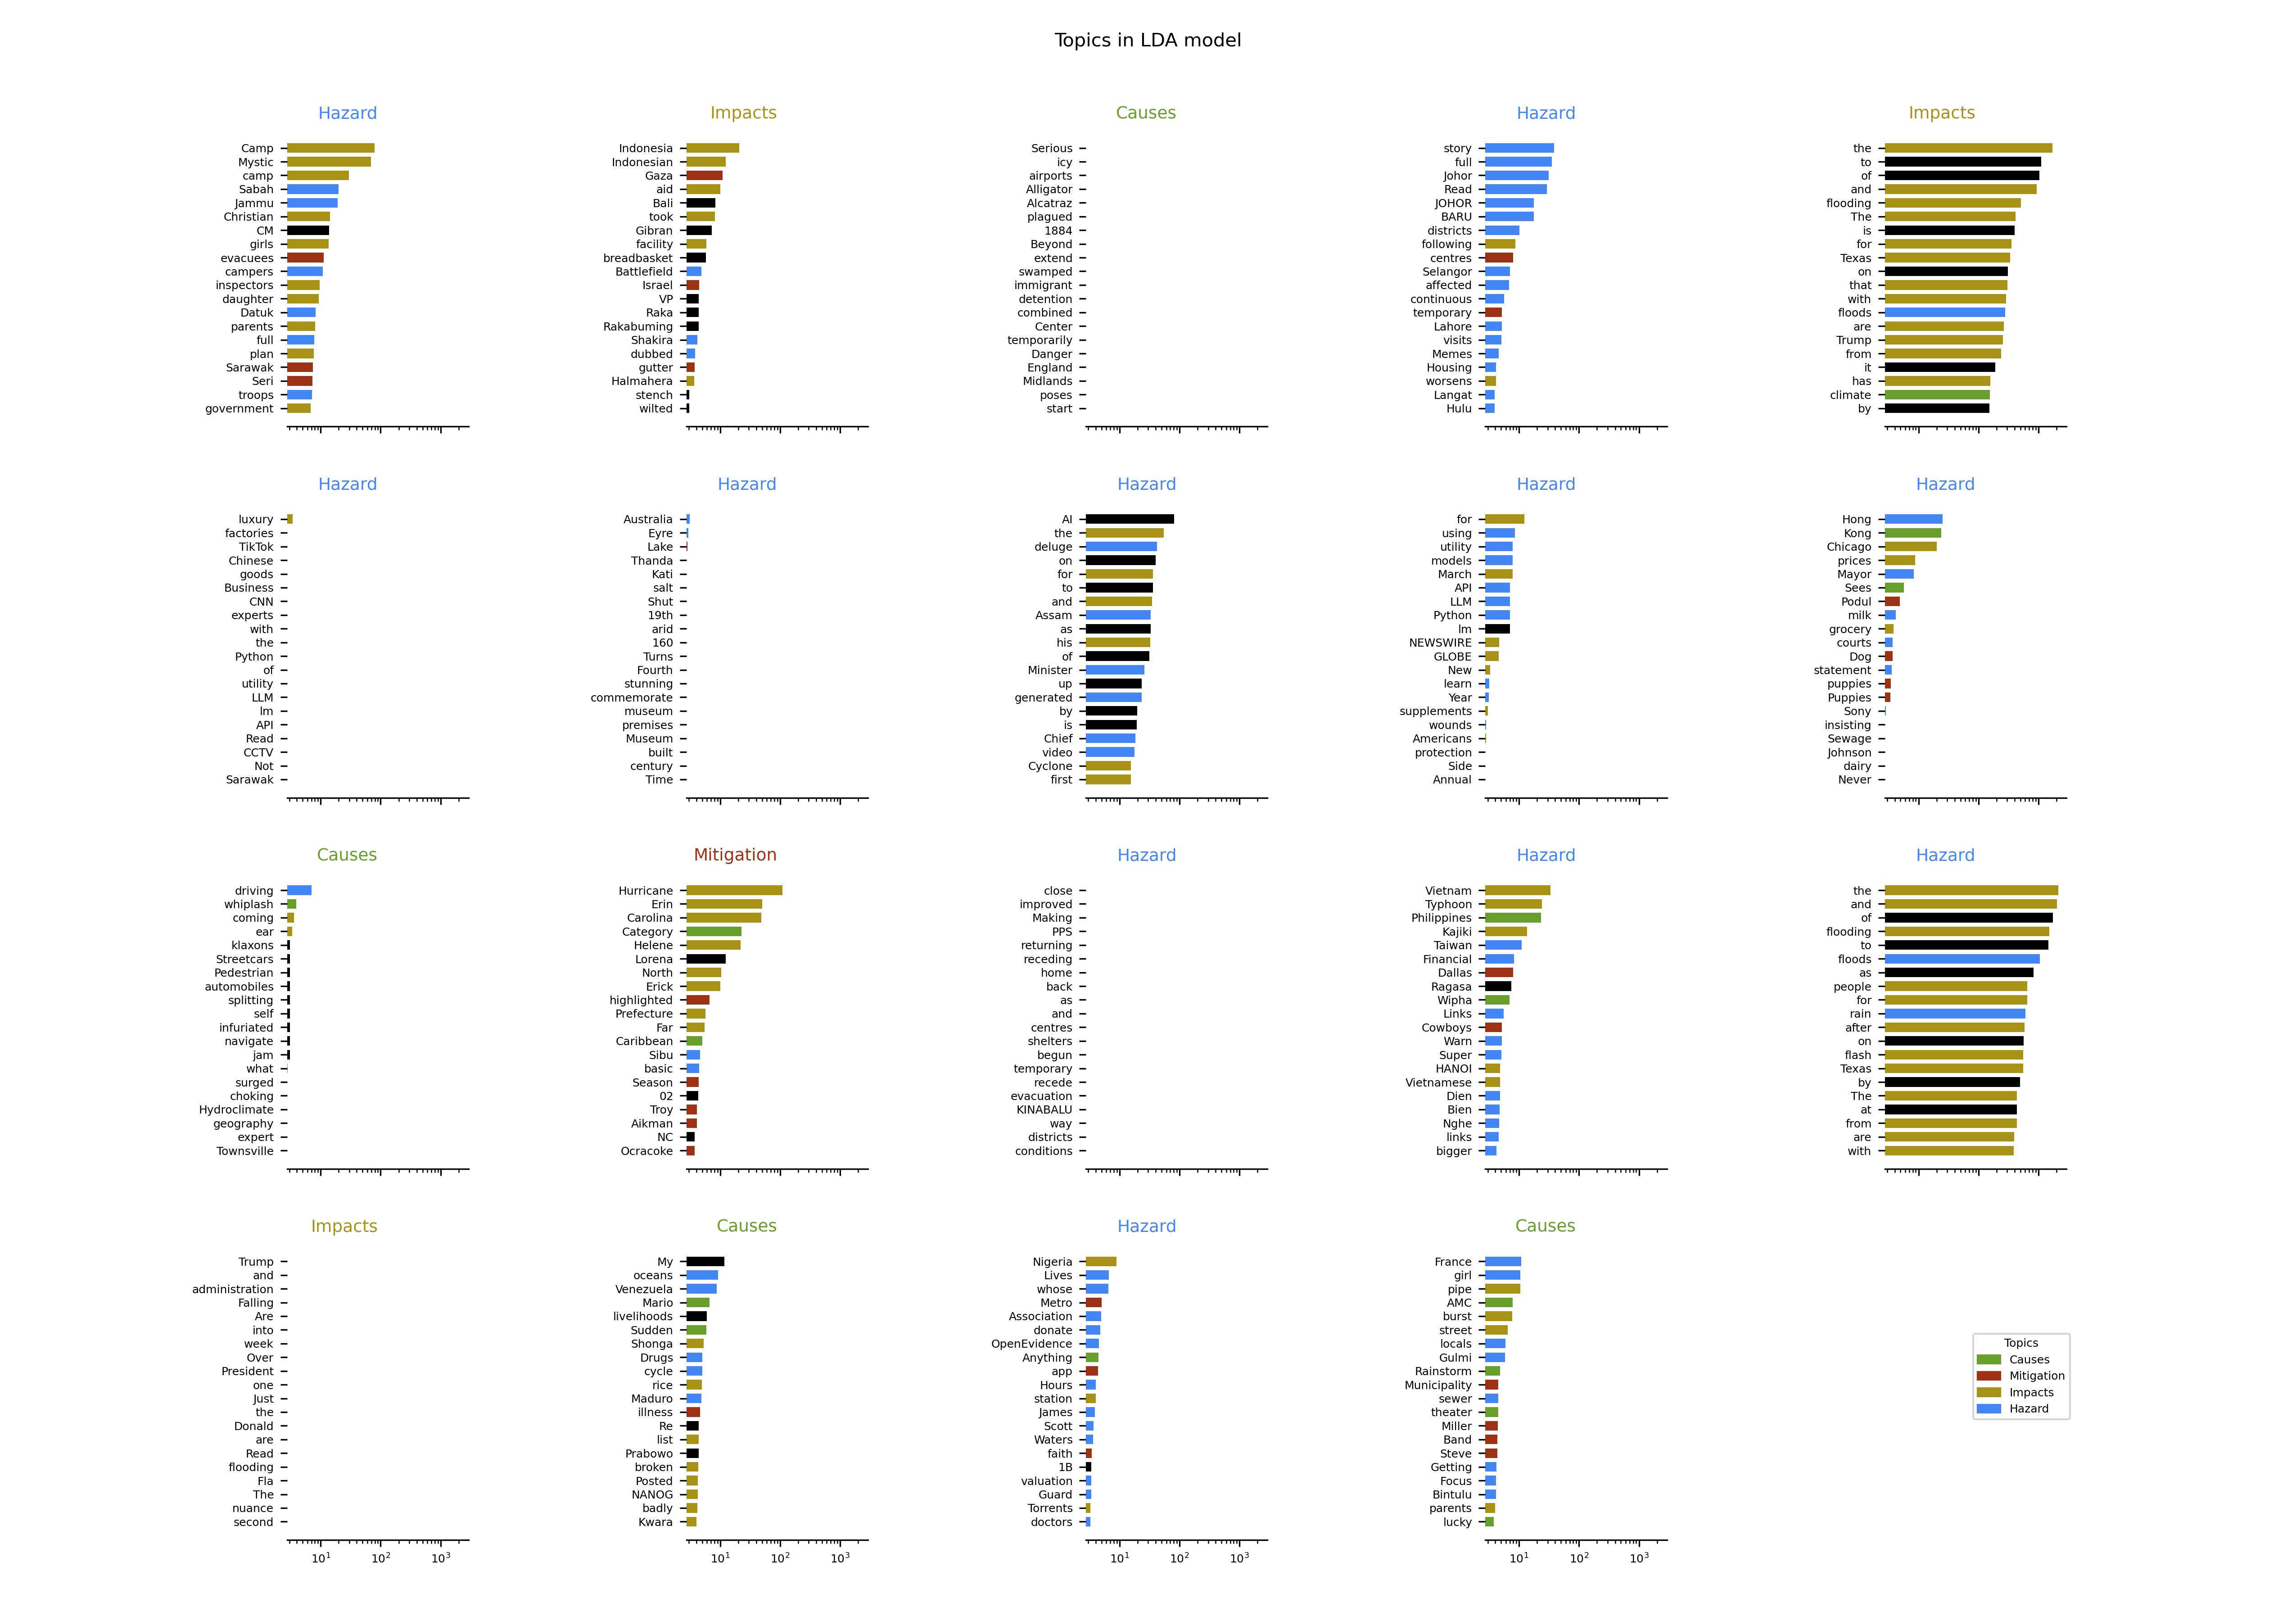 Topics in LDA model
Hazard
Camp
Mystic
camp
Sabah
Jammu
Christian
CM
girls
evacuees
campers
inspectors
daughter
Datuk
parents
full
plan
Sarawak
Seri
troops
government
Impacts
Indonesia
Indonesian
Gaza
aid
Bali
took
Gibran
facility
breadbasket
Battlefield
Israel
VP
Raka
Rakabuming
Shakira
dubbed
gutter
Halmahera
stench
wilted
Causes
Serious
icy
airports
Alligator
Alcatraz
plagued
1884
Beyond
extend
swamped
immigrant
detention
combined
Center
temporarily
Danger
England
Midlands
poses
start
Hazard
story
full
Johor
Read
JOHOR
BARU
districts
following
centres
Selangor
affected
continuous
temporary
Lahore
visits
Memes
Housing
worsens
Langat
Hulu
Impacts
the
to
of
and
flooding
The
is
for
Texas
on
that
with
floods
are
Trump
from
it
has
climate
by
Hazard
luxury
factories
TikTok
Chinese
goods
Business
CNN
experts
with
the
Python
of
utility
LLM
lm
API
Read
CCTV
Not
Sarawak
Hazard
Australia
Eyre
Lake
Thanda
Kati
salt
Shut
19th
arid
160
Turns
Fourth
stunning
commemorate
museum
premises
Museum
built
century
Time
Hazard
AI
the
deluge
on
for
to
and
Assam
as
his
of
Minister
up
generated
by
is
Chief
video
Cyclone
first
Hazard
for
using
utility
models
March
API
LLM
Python
lm
NEWSWIRE
GLOBE
New
learn
Year
supplements
wounds
Americans
protection
Side
Annual
Hazard
Hong
Kong
Chicago
prices
Mayor
Sees
Podul
milk
grocery
courts
Dog
statement
puppies
Puppies
Sony
insisting
Sewage
Johnson
dairy
Never
Causes
driving
whiplash
coming
ear
klaxons
Streetcars
Pedestrian
automobiles
splitting
self
infuriated
navigate
jam
what
surged
choking
Hydroclimate
geography
expert
Townsville
Mitigation
Hurricane
Erin
Carolina
Category
Helene
Lorena
North
Erick
highlighted
Prefecture
Far
Caribbean
Sibu
basic
Season
02
Troy
Aikman
NC
Ocracoke
Hazard
close
improved
Making
PPS
returning
receding
home
back
as
and
centres
shelters
begun
temporary
recede
evacuation
KINABALU
way
districts
conditions
Hazard
Vietnam
Typhoon
Philippines
Kajiki
Taiwan
Financial
Dallas
Ragasa
Wipha
Links
Cowboys
Warn
Super
HANOI
Vietnamese
Dien
Bien
Nghe
links
bigger
Hazard
the
and
of
flooding
to
floods
as
people
for
rain
after
on
flash
Texas
by
The
at
from
are
with
Impacts
Trump
and
administration
Falling
Are
into
week
Over
President
one
Just
the
Donald
are
Read
flooding
Fla
The
nuance
second
10¹ 10² 10³
Causes
My
oceans
Venezuela
Mario
livelihoods
Sudden
Shonga
Drugs
cycle
rice
Maduro
illness
Re
list
Prabowo
broken
Posted
NANOG
badly
Kwara
10¹ 10² 10³
Hazard
Nigeria
Lives
whose
Metro
Association
donate
OpenEvidence
Anything
app
Hours
station
James
Scott
Waters
faith
1B
valuation
Guard
Torrents
doctors
10¹ 10² 10³
Causes
France
girl
pipe
AMC
burst
street
locals
Gulmi
Rainstorm
Municipality
sewer
theater
Miller
Band
Steve
Getting
Focus
Bintulu
parents
lucky
10¹ 10² 10³
Topics
Causes
Mitigation
Impacts
Hazard